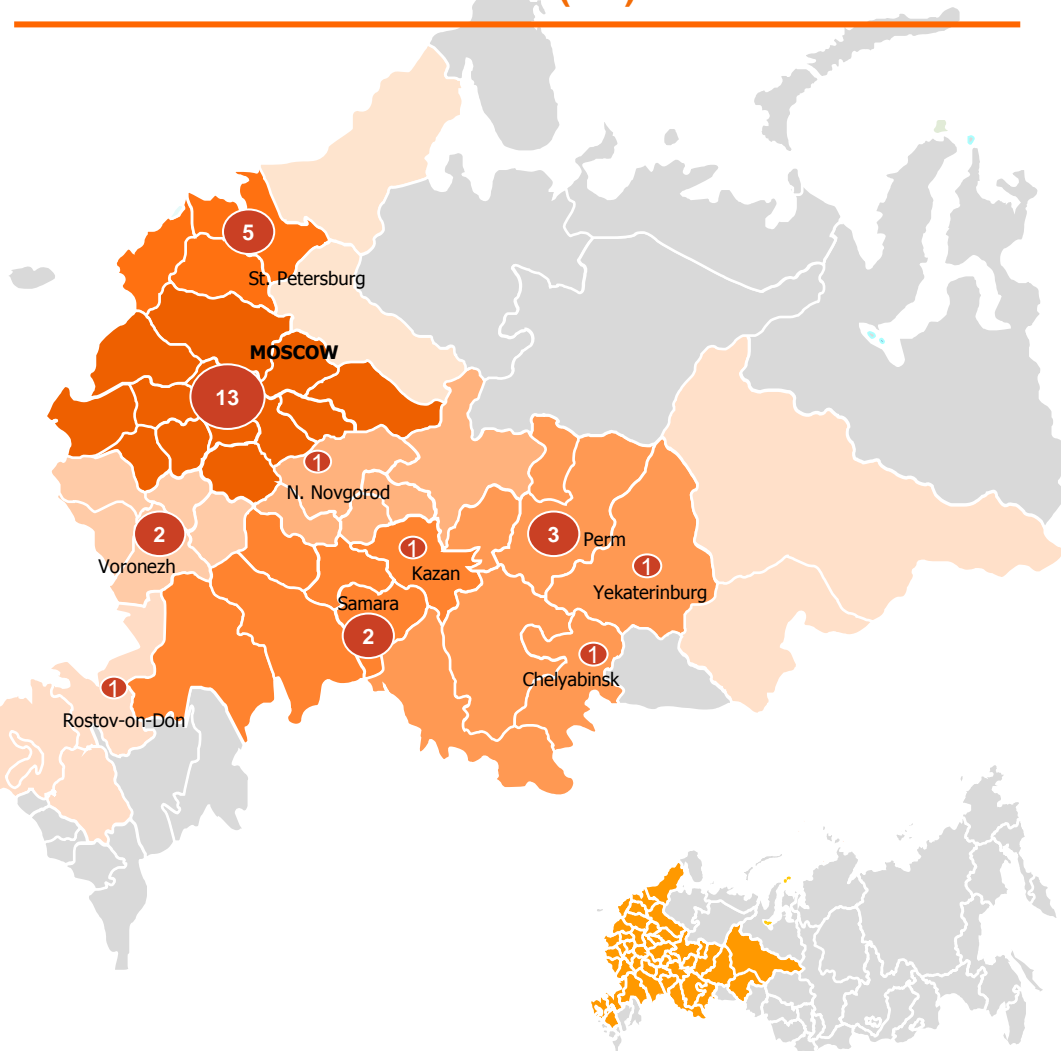 5
St. Petersburg
MOSCOW
13
1
N. Novgorod
2
Voronezh
1
Kazan
3
Perm
1
Yekaterinburg
Samara
2
1
Chelyabinsk
1
Rostov-on-Don